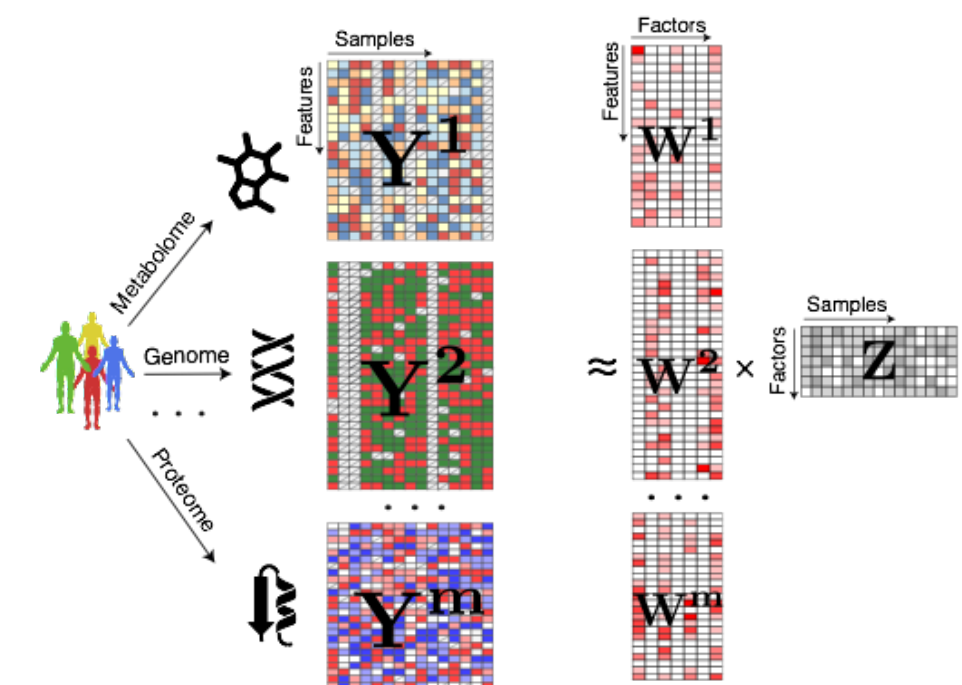 Samples
Features
Y1
Factors
Features
W1
Metabolome
Genome
. . .
Proteome
Y2
≈
W2
×
Samples
Factors
Z
. . .
. . .
Ym
Wm